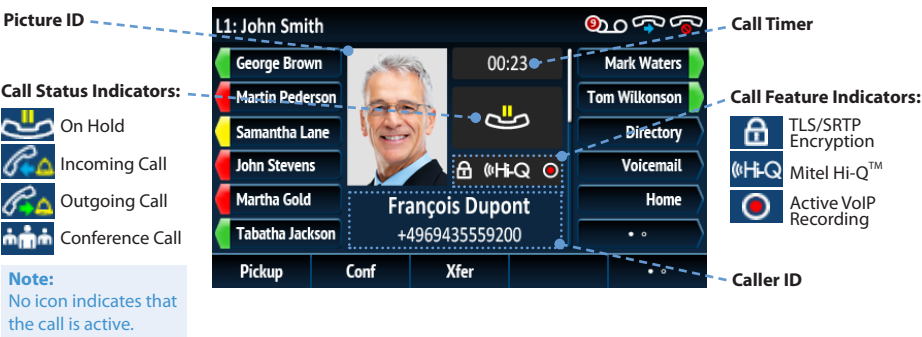 Picture ID
Call Status Indicators:
On Hold
Incoming Call
Outgoing Call
Conference Call
Note:
No icon indicates that
the call is active.
L1: John Smith
9
George Brown
Martin Pederson
Samantha Lane
John Stevens
Martha Gold
Tabatha Jackson
00:23
((Hi-Q
François Dupont
+4969435559200
Mark Waters
Tom Wilkonson
Directory
Voicemail
Home
Pickup Conf Xfer
Call Timer
Call Feature Indicators:
TLS/SRTP
Encryption
((Hi-Q Mitel Hi-Q™
Active VoIP
Recording
Caller ID